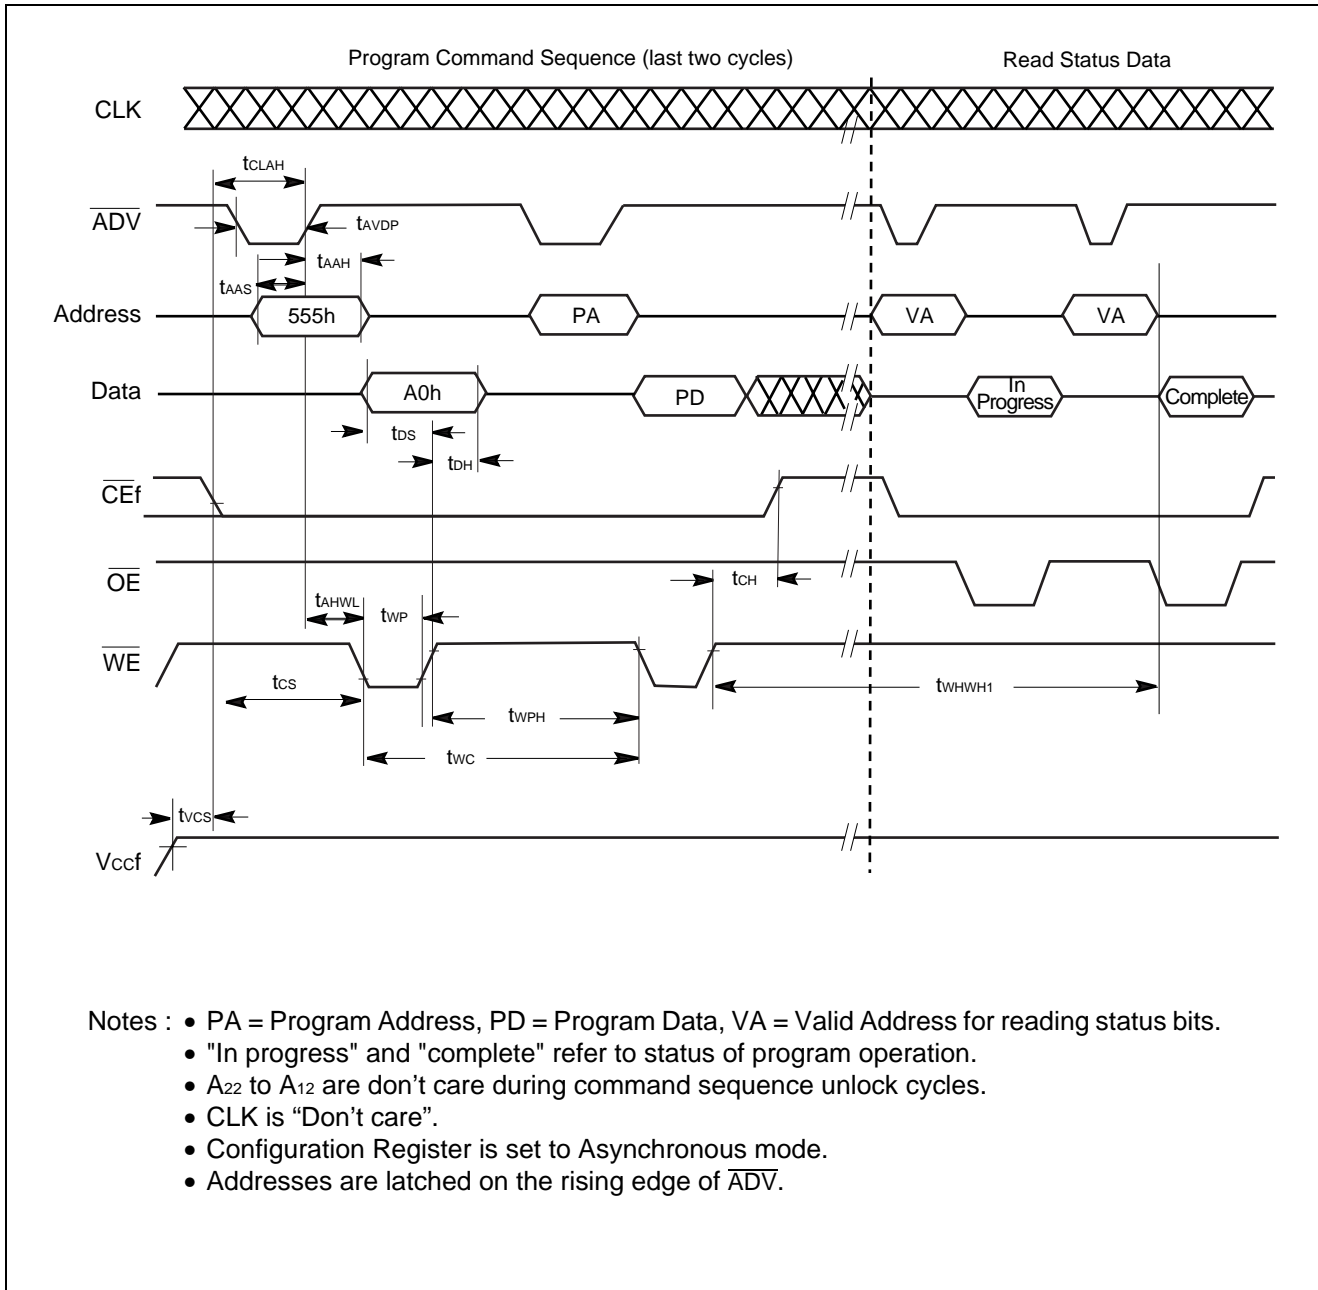 Program Command Sequence (last two cycles)
Read Status Data
CLK
tCLAH
ADV
tAVDP
tAAH
tAAS
Address
555h
PA
VA
VA
Data
A0h
PD
In
Progress
Complete
tDS
tDH
CEf
OE
tCH
tAHWL
tWP
WE
tCS
tWHWH1
tWPH
tWC
tVCS
VCCf
Notes : • PA = Program Address, PD = Program Data, VA = Valid Address for reading status bits.
• "In progress" and "complete" refer to status of program operation.
• A22 to A12 are don’t care during command sequence unlock cycles.
• CLK is “Don’t care”.
• Configuration Register is set to Asynchronous mode.
• Addresses are latched on the rising edge of ADV.